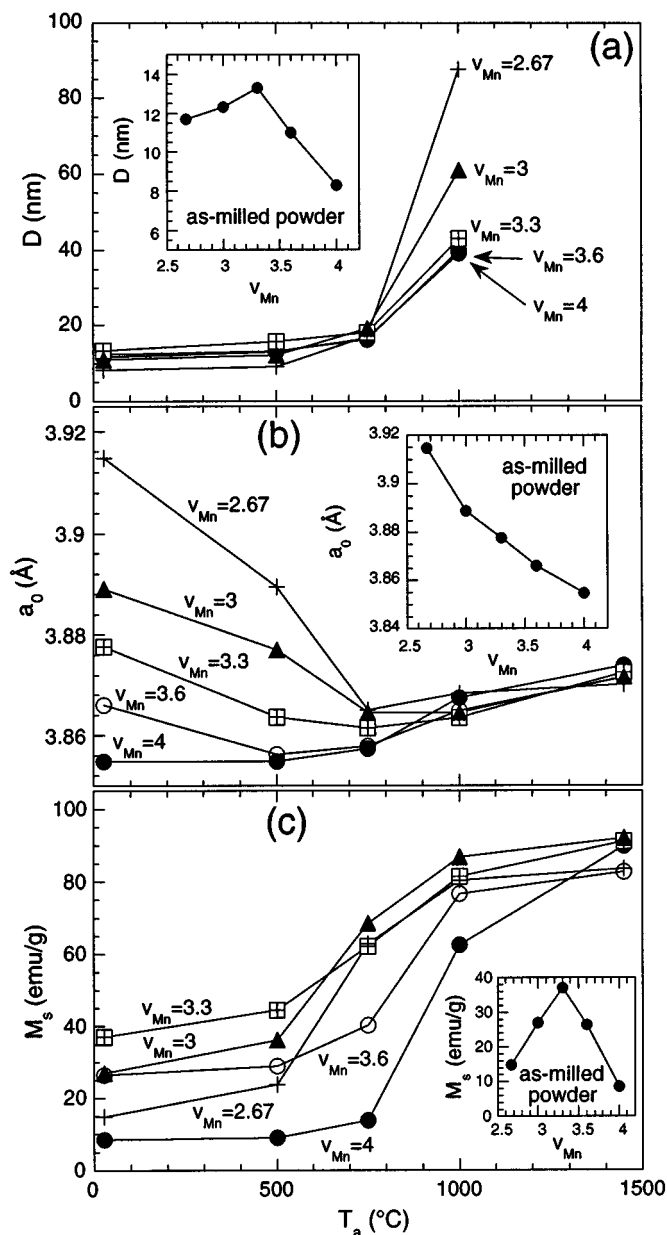 100
80
60
40
20
0
D (nm)
(a)
14
12
10
8
6
D (nm)
as-milled powder
2.5 3 3.5 4
v_Mn
v_Mn=2.67
v_Mn=3
v_Mn=3.3
v_Mn=3.6
v_Mn=4
3.92
3.9
3.88
3.86
a_0 (Å)
(b)
v_Mn=2.67
v_Mn=3
v_Mn=3.3
v_Mn=3.6
v_Mn=4
3.92
3.9
3.88
3.86
3.84
a_0 (Å)
as-milled
powder
2.5 3 3.5 4
v_Mn
100
80
60
40
20
0
M_s (emu/g)
(c)
v_Mn=3.3
v_Mn=3
v_Mn=3.6
v_Mn=2.67
v_Mn=4
40
30
20
10
0
M_s (emu/g)
as-milled
powder
2.5 3 3.5 4
v_Mn
0 500 1000 1500
T_a (°C)